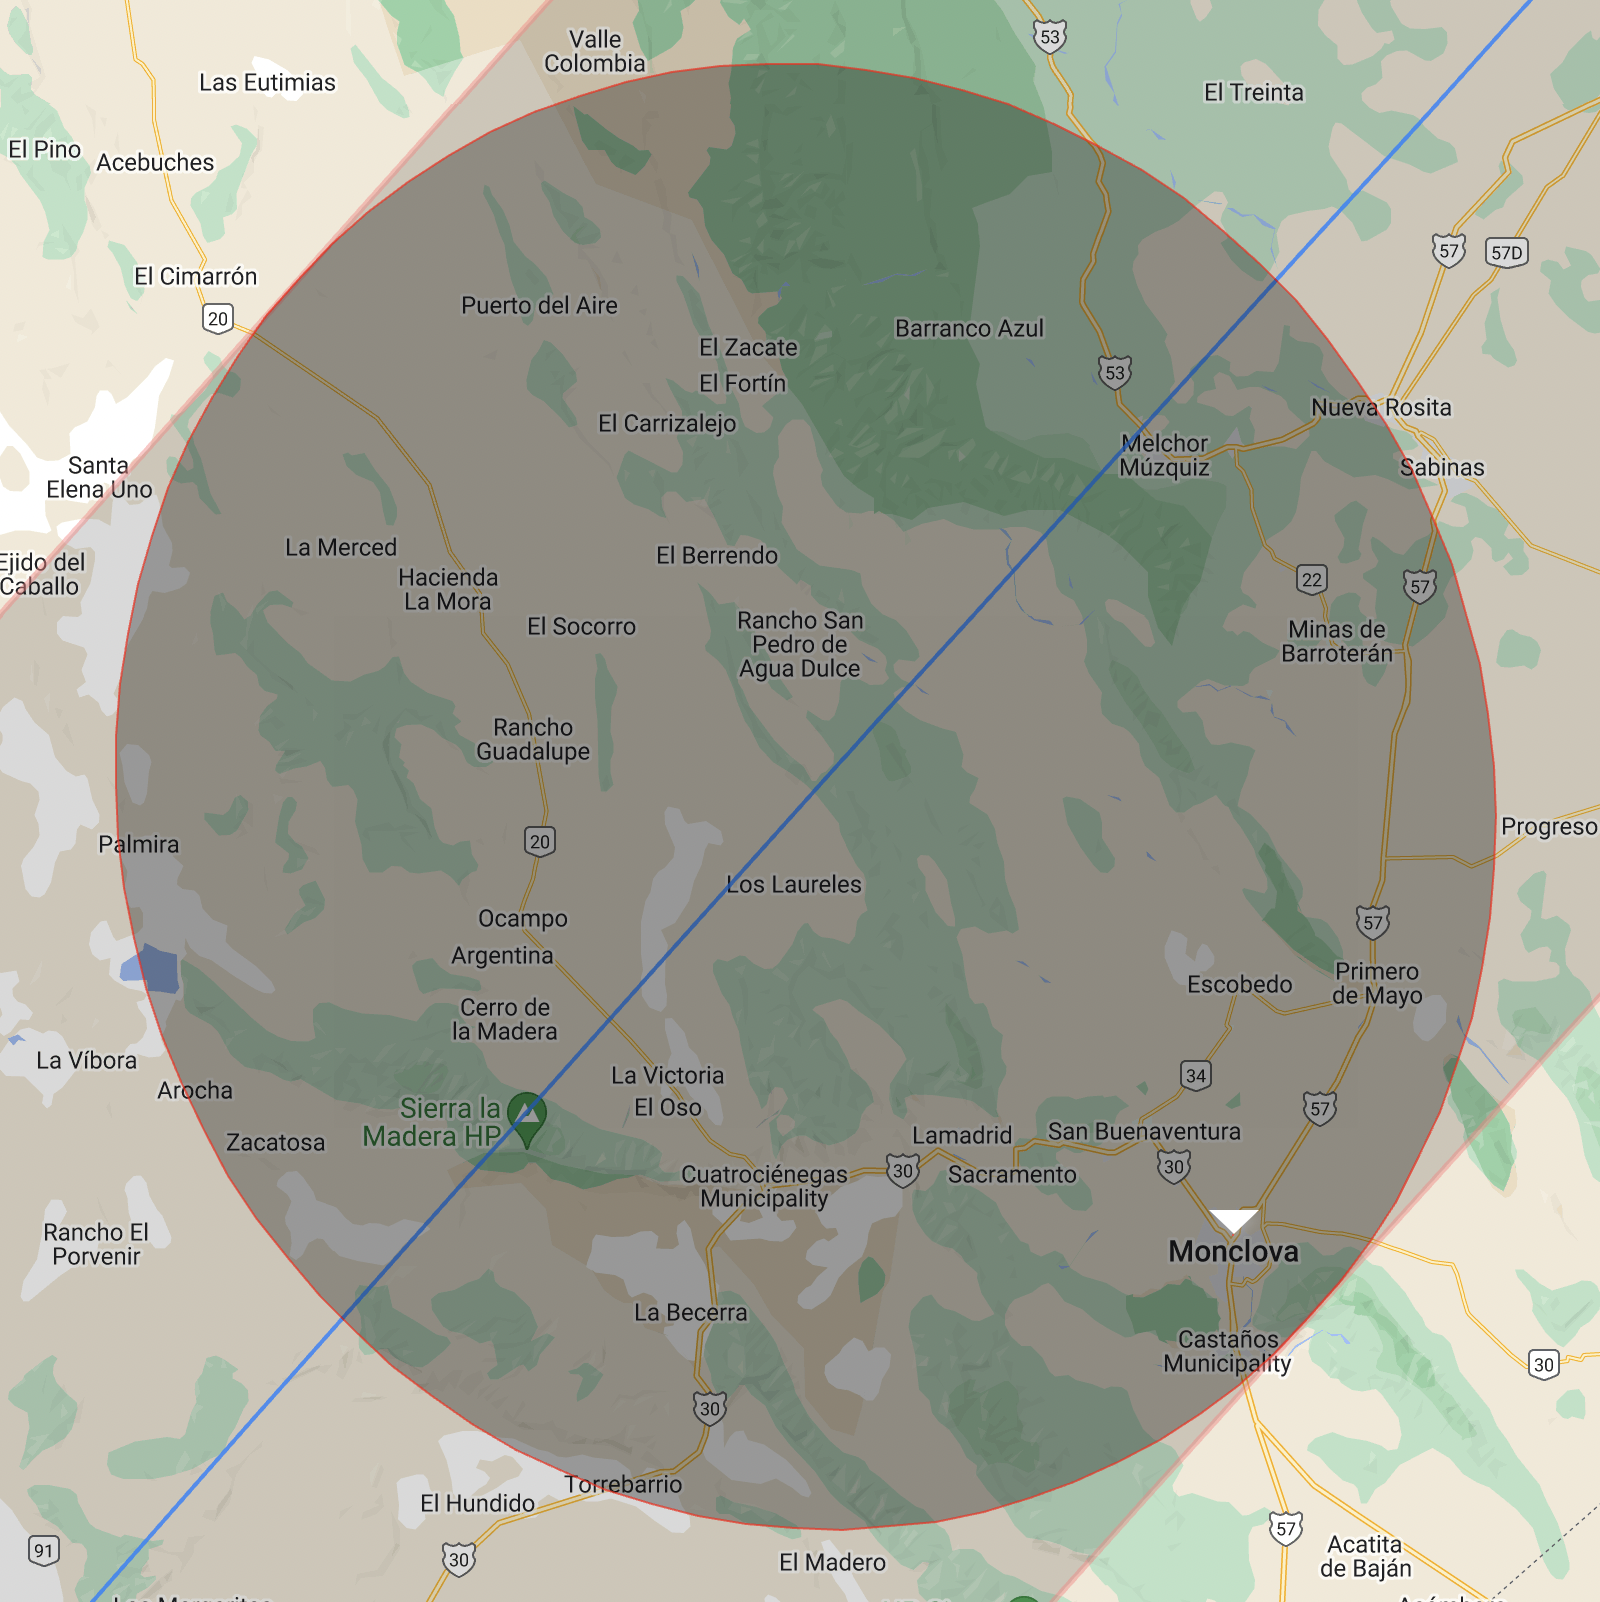 Valle
Colombia
53
Las Eutimias
El Treinta
El Pino
Acebuches
57
57D
El Cimarrón
20
Puerto del Aire
Barranco Azul
El Zacate
El Fortín
53
Nueva Rosita
El Carrizalejo
Melchor
Múzquiz
Sabinas
Santa
Elena Uno
La Merced
El Berrendo
Ejido del
Caballo
Hacienda
La Mora
22
57
El Socorro
Rancho San
Pedro de
Agua Dulce
Minas de
Barroterán
Rancho
Guadalupe
Palmira
20
Progreso
Los Laureles
Ocampo
57
Argentina
Escobedo
Primero
de Mayo
Cerro de
la Madera
La Víbora
Arocha
La Victoria
34
El Oso
57
Sierra la
Madera HP
Zacatosa
Lamadrid
San Buenaventura
Cuatrociénegas
Municipality
30
Sacramento
30
Rancho El
Porvenir
Monclova
La Becerra
Castaños
Municipality
30
30
Torrebarrio
El Hundido
91
30
El Madero
57
Acatita
de Baján